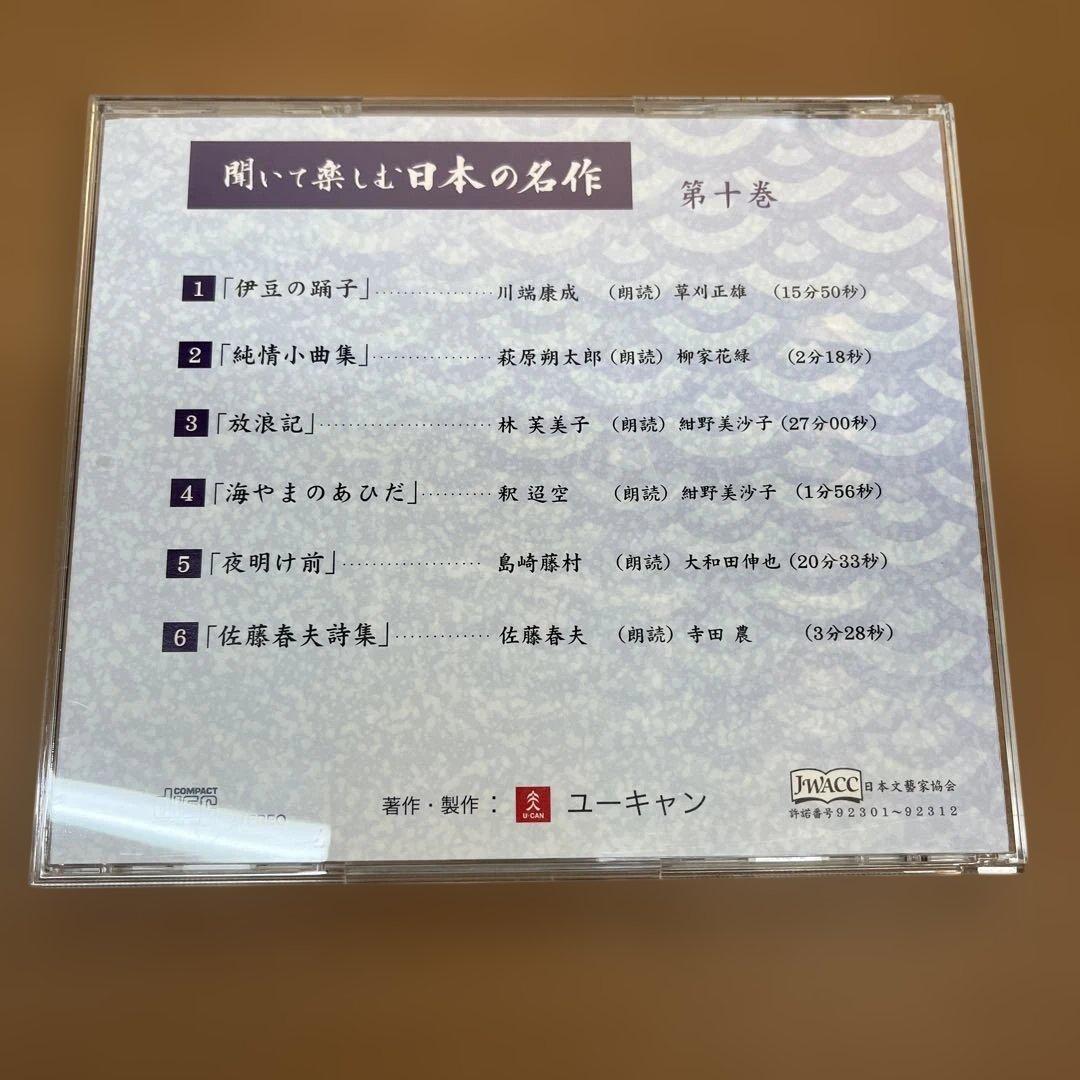 聞いて楽しむ日本の名作 第十巻
1 「伊豆の踊子」‥‥‥‥‥‥ 川端康成 （朗読） 草刈正雄 （15分50秒）
2 「純情小曲集」‥‥‥‥‥‥ 萩原朔太郎（朗読） 柳家花緑 （2分18秒）
3 「放浪記」‥‥‥‥‥‥‥‥ 林 芙美子 （朗読） 紺野美沙子（27分00秒）
4 「海やまのあひだ」‥‥‥‥ 釈 迢空 （朗読） 紺野美沙子 （1分56秒）
5 「夜明け前」‥‥‥‥‥‥‥ 島崎藤村 （朗読） 大和田伸也（20分33秒）
6 「佐藤春夫詩集」‥‥‥‥‥ 佐藤春夫 （朗読） 寺田 農 （3分28秒）
COMPACT
disc
著作・製作： U-CAN ユーキャン
JWACC 日本文藝家協会
許諾番号92301〜92312